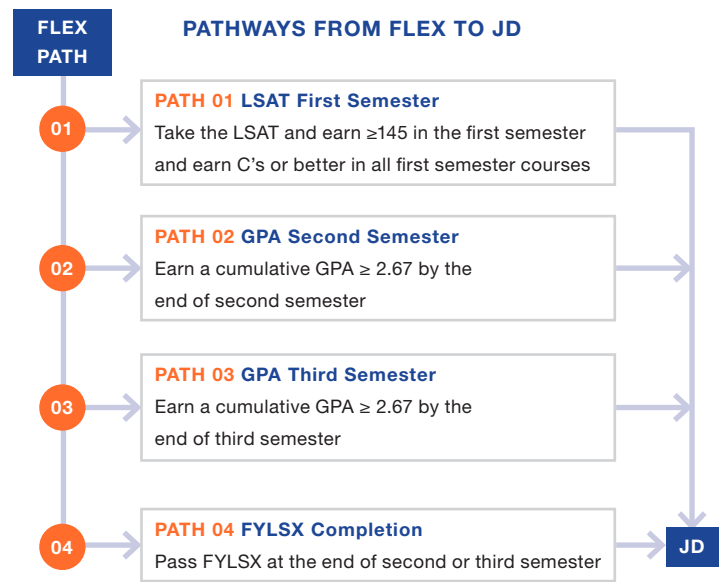 FLEX
PATH
PATHWAYS FROM FLEX TO JD
01
PATH 01 LSAT First Semester
Take the LSAT and earn ≥145 in the first semester
and earn C's or better in all first semester courses
02
PATH 02 GPA Second Semester
Earn a cumulative GPA ≥ 2.67 by the
end of second semester
03
PATH 03 GPA Third Semester
Earn a cumulative GPA ≥ 2.67 by the
end of third semester
04
PATH 04 FYLSX Completion
Pass FYLSX at the end of second or third semester
JD